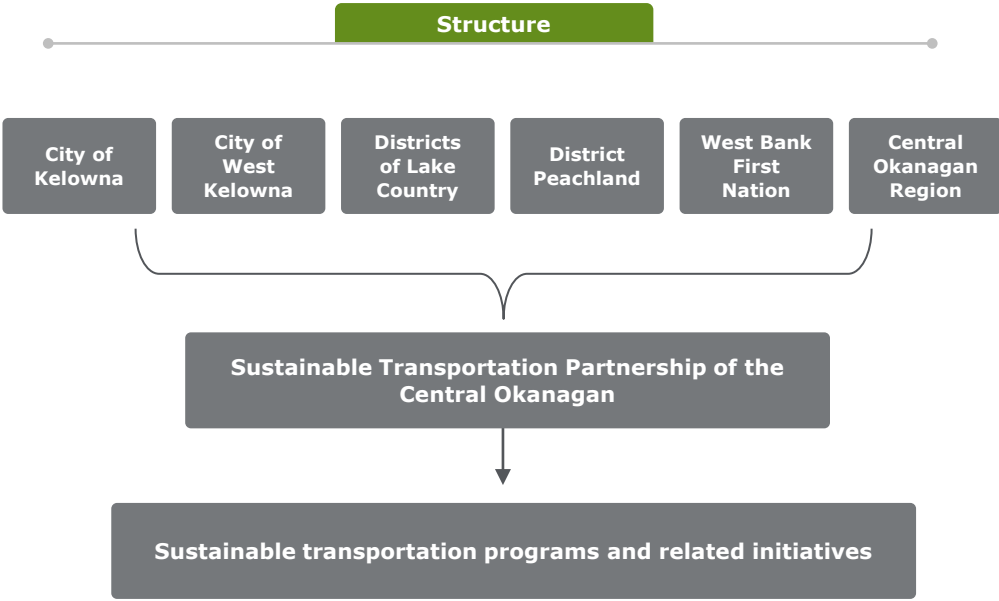 Structure
City of
Kelowna
City of
West
Kelowna
Districts
of Lake
Country
District
Peachland
West Bank
First
Nation
Central
Okanagan
Region
Sustainable Transportation Partnership of the
Central Okanagan
Sustainable transportation programs and related initiatives